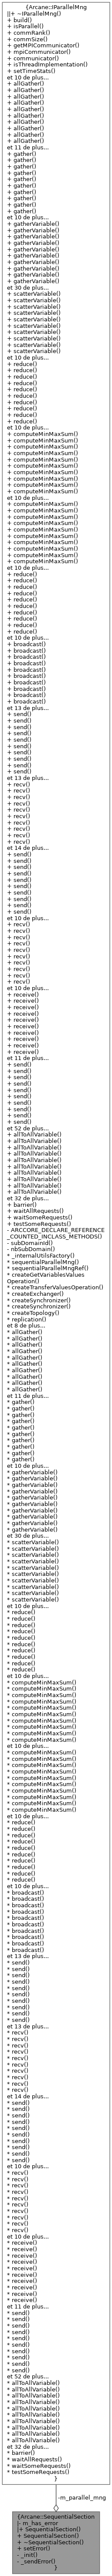 {Arcane::IParallelMng
||+ ~IParallelMng()
+ build()
+ isParallel()
+ commRank()
+ commSize()
+ getMPICommunicator()
+ mpiCommunicator()
+ communicator()
+ isThreadImplementation()
+ setTimeStats()
et 10 de plus...
+ allGather()
+ allGather()
+ allGather()
+ allGather()
+ allGather()
+ allGather()
+ allGather()
+ allGather()
+ allGather()
+ allGather()
et 11 de plus...
+ gather()
+ gather()
+ gather()
+ gather()
+ gather()
+ gather()
+ gather()
+ gather()
+ gather()
+ gather()
et 10 de plus...
+ gatherVariable()
+ gatherVariable()
+ gatherVariable()
+ gatherVariable()
+ gatherVariable()
+ gatherVariable()
+ gatherVariable()
+ gatherVariable()
+ gatherVariable()
+ gatherVariable()
et 30 de plus...
+ scatterVariable()
+ scatterVariable()
+ scatterVariable()
+ scatterVariable()
+ scatterVariable()
+ scatterVariable()
+ scatterVariable()
+ scatterVariable()
+ scatterVariable()
+ scatterVariable()
et 10 de plus...
+ reduce()
+ reduce()
+ reduce()
+ reduce()
+ reduce()
+ reduce()
+ reduce()
+ reduce()
+ reduce()
+ reduce()
et 10 de plus...
+ computeMinMaxSum()
+ computeMinMaxSum()
+ computeMinMaxSum()
+ computeMinMaxSum()
+ computeMinMaxSum()
+ computeMinMaxSum()
+ computeMinMaxSum()
+ computeMinMaxSum()
+ computeMinMaxSum()
+ computeMinMaxSum()
et 10 de plus...
+ computeMinMaxSum()
+ computeMinMaxSum()
+ computeMinMaxSum()
+ computeMinMaxSum()
+ computeMinMaxSum()
+ computeMinMaxSum()
+ computeMinMaxSum()
+ computeMinMaxSum()
+ computeMinMaxSum()
+ computeMinMaxSum()
et 10 de plus...
+ reduce()
+ reduce()
+ reduce()
+ reduce()
+ reduce()
+ reduce()
+ reduce()
+ reduce()
+ reduce()
+ reduce()
et 10 de plus...
+ broadcast()
+ broadcast()
+ broadcast()
+ broadcast()
+ broadcast()
+ broadcast()
+ broadcast()
+ broadcast()
+ broadcast()
+ broadcast()
et 13 de plus...
+ send()
+ send()
+ send()
+ send()
+ send()
+ send()
+ send()
+ send()
+ send()
+ send()
et 13 de plus...
+ recv()
+ recv()
+ recv()
+ recv()
+ recv()
+ recv()
+ recv()
+ recv()
+ recv()
+ recv()
et 14 de plus...
+ send()
+ send()
+ send()
+ send()
+ send()
+ send()
+ send()
+ send()
+ send()
+ send()
et 10 de plus...
+ recv()
+ recv()
+ recv()
+ recv()
+ recv()
+ recv()
+ recv()
+ recv()
+ recv()
+ recv()
et 10 de plus...
+ receive()
+ receive()
+ receive()
+ receive()
+ receive()
+ receive()
+ receive()
+ receive()
+ receive()
+ receive()
et 11 de plus...
+ send()
+ send()
+ send()
+ send()
+ send()
+ send()
+ send()
+ send()
+ send()
+ send()
et 52 de plus...
+ allToAllVariable()
+ allToAllVariable()
+ allToAllVariable()
+ allToAllVariable()
+ allToAllVariable()
+ allToAllVariable()
+ allToAllVariable()
+ allToAllVariable()
+ allToAllVariable()
+ allToAllVariable()
et 32 de plus...
+ barrier()
+ waitAllRequests()
+ waitSomeRequests()
+ testSomeRequests()
- ARCCORE_DECLARE_REFERENCE
_COUNTED_INCLASS_METHODS()
- subDomainId()
- nbSubDomain()
* _internalUtilsFactory()
* sequentialParallelMng()
* sequentialParallelMngRef()
* createGetVariablesValues
Operation()
* createTransferValuesOperation()
* createExchanger()
* createSynchronizer()
* createSynchronizer()
* createTopology()
* replication()
et 8 de plus...
* allGather()
* allGather()
* allGather()
* allGather()
* allGather()
* allGather()
* allGather()
* allGather()
* allGather()
* allGather()
et 11 de plus...
* gather()
* gather()
* gather()
* gather()
* gather()
* gather()
* gather()
* gather()
* gather()
* gather()
et 10 de plus...
* gatherVariable()
* gatherVariable()
* gatherVariable()
* gatherVariable()
* gatherVariable()
* gatherVariable()
* gatherVariable()
* gatherVariable()
* gatherVariable()
* gatherVariable()
et 30 de plus...
* scatterVariable()
* scatterVariable()
* scatterVariable()
* scatterVariable()
* scatterVariable()
* scatterVariable()
* scatterVariable()
* scatterVariable()
* scatterVariable()
* scatterVariable()
et 10 de plus...
* reduce()
* reduce()
* reduce()
* reduce()
* reduce()
* reduce()
* reduce()
* reduce()
* reduce()
* reduce()
et 10 de plus...
* computeMinMaxSum()
* computeMinMaxSum()
* computeMinMaxSum()
* computeMinMaxSum()
* computeMinMaxSum()
* computeMinMaxSum()
* computeMinMaxSum()
* computeMinMaxSum()
* computeMinMaxSum()
* computeMinMaxSum()
et 10 de plus...
* computeMinMaxSum()
* computeMinMaxSum()
* computeMinMaxSum()
* computeMinMaxSum()
* computeMinMaxSum()
* computeMinMaxSum()
* computeMinMaxSum()
* computeMinMaxSum()
* computeMinMaxSum()
* computeMinMaxSum()
et 10 de plus...
* reduce()
* reduce()
* reduce()
* reduce()
* reduce()
* reduce()
* reduce()
* reduce()
* reduce()
* reduce()
et 10 de plus...
* broadcast()
* broadcast()
* broadcast()
* broadcast()
* broadcast()
* broadcast()
* broadcast()
* broadcast()
* broadcast()
* broadcast()
et 13 de plus...
* send()
* send()
* send()
* send()
* send()
* send()
* send()
* send()
* send()
* send()
et 13 de plus...
* recv()
* recv()
* recv()
* recv()
* recv()
* recv()
* recv()
* recv()
* recv()
* recv()
et 14 de plus...
* send()
* send()
* send()
* send()
* send()
* send()
* send()
* send()
* send()
* send()
et 10 de plus...
* recv()
* recv()
* recv()
* recv()
* recv()
* recv()
* recv()
* recv()
* recv()
* recv()
et 10 de plus...
* receive()
* receive()
* receive()
* receive()
* receive()
* receive()
* receive()
* receive()
* receive()
* receive()
et 11 de plus...
* send()
* send()
* send()
* send()
* send()
* send()
* send()
* send()
* send()
* send()
et 52 de plus...
* allToAllVariable()
* allToAllVariable()
* allToAllVariable()
* allToAllVariable()
* allToAllVariable()
* allToAllVariable()
* allToAllVariable()
* allToAllVariable()
* allToAllVariable()
* allToAllVariable()
et 32 de plus...
* barrier()
* waitAllRequests()
* waitSomeRequests()
* testSomeRequests()
}
-m_parallel_mng
{Arcane::SequentialSection
|- m_has_error
|+ SequentialSection()
+ SequentialSection()
+ ~SequentialSection()
+ setError()
- _init()
- _sendError()
}